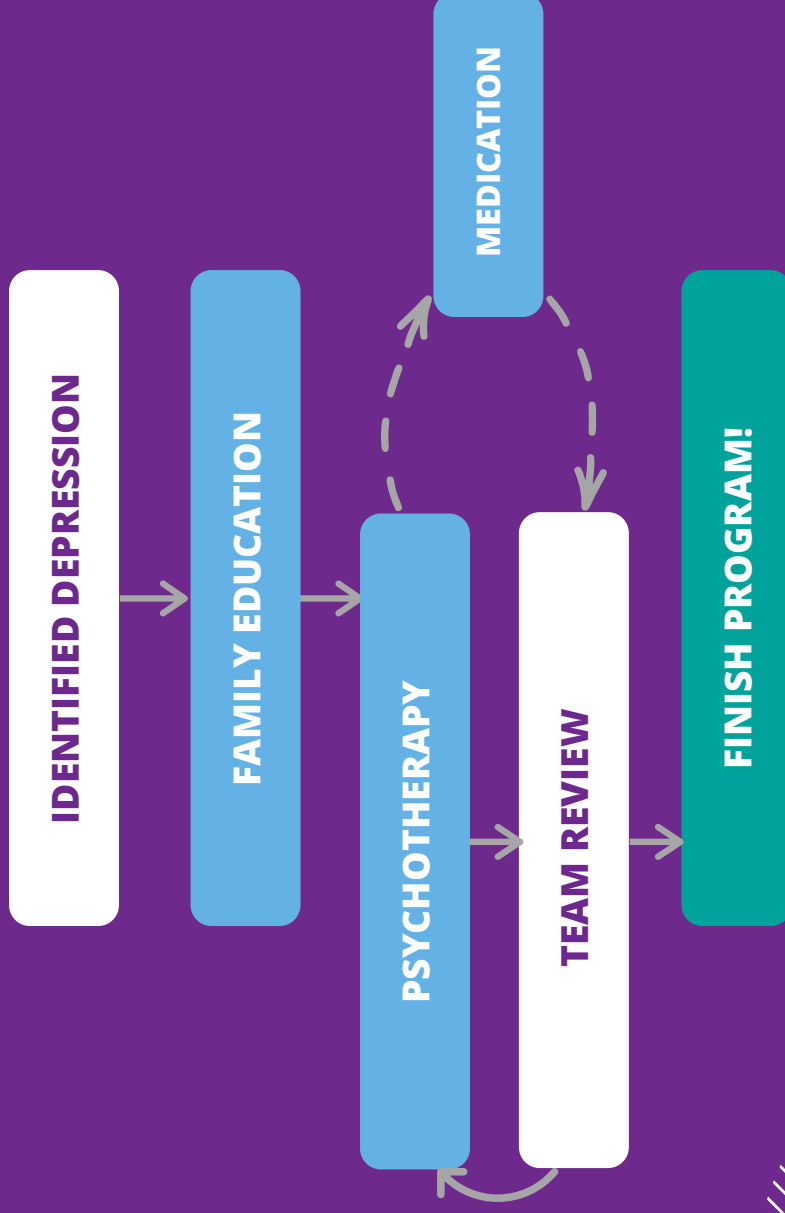 IDENTIFIED DEPRESSION
FAMILY EDUCATION
PSYCHOTHERAPY
MEDICATION
TEAM REVIEW
FINISH PROGRAM!